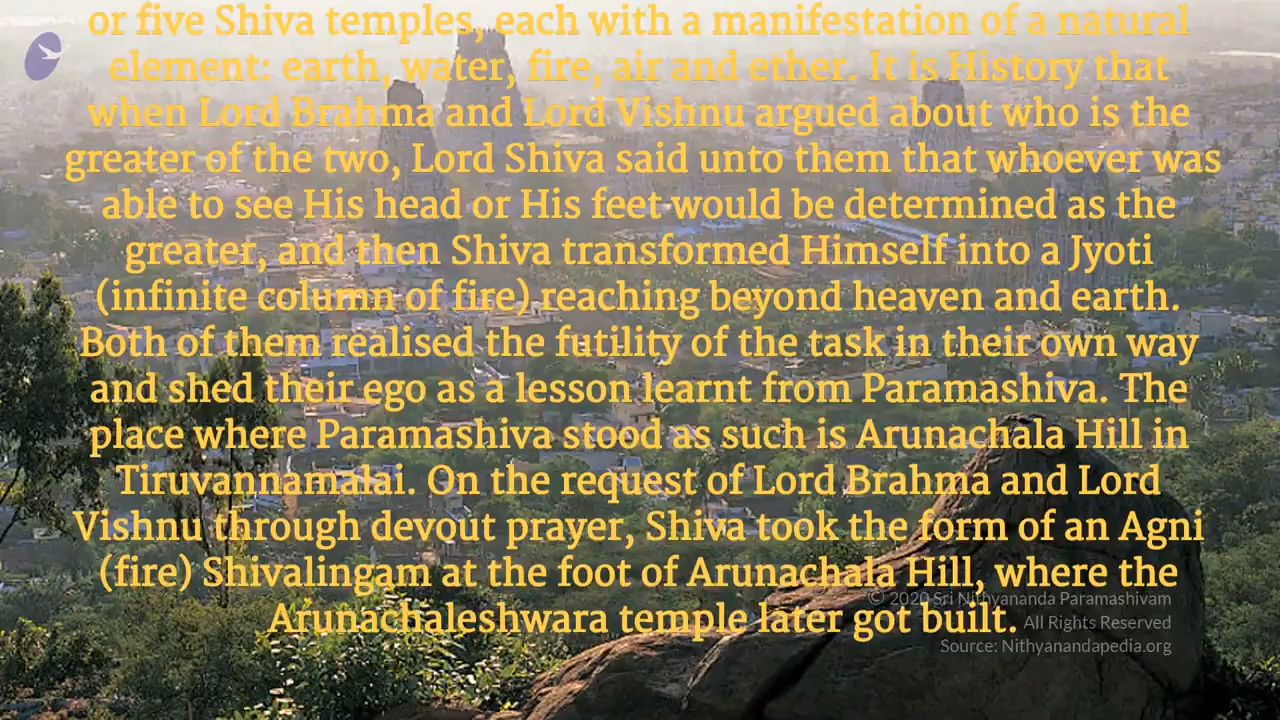 or five Shiva temples, each with a manifestation of a natural
element: earth, water, fire, air and ether. It is History that
when Lord Brahma and Lord Vishnu argued about who is the
greater of the two, Lord Shiva said unto them that whoever was
able to see His head or His feet would be determined as the
greater, and then Shiva transformed Himself into a Jyoti
(infinite column of fire) reaching beyond heaven and earth.
Both of them realised the futility of the task in their own way
and shed their ego as a lesson learnt from Paramashiva. The
place where Paramashiva stood as such is Arunachala Hill in
Tiruvannamalai. On the request of Lord Brahma and Lord
Vishnu through devout prayer, Shiva took the form of an Agni
(fire) Shivalingam at the foot of Arunachala Hill, where the
Arunachaleshwara temple later got built.
© 2020 Sri Nithyananda Paramashivam
All Rights Reserved
Source: Nithyanandapedia.org